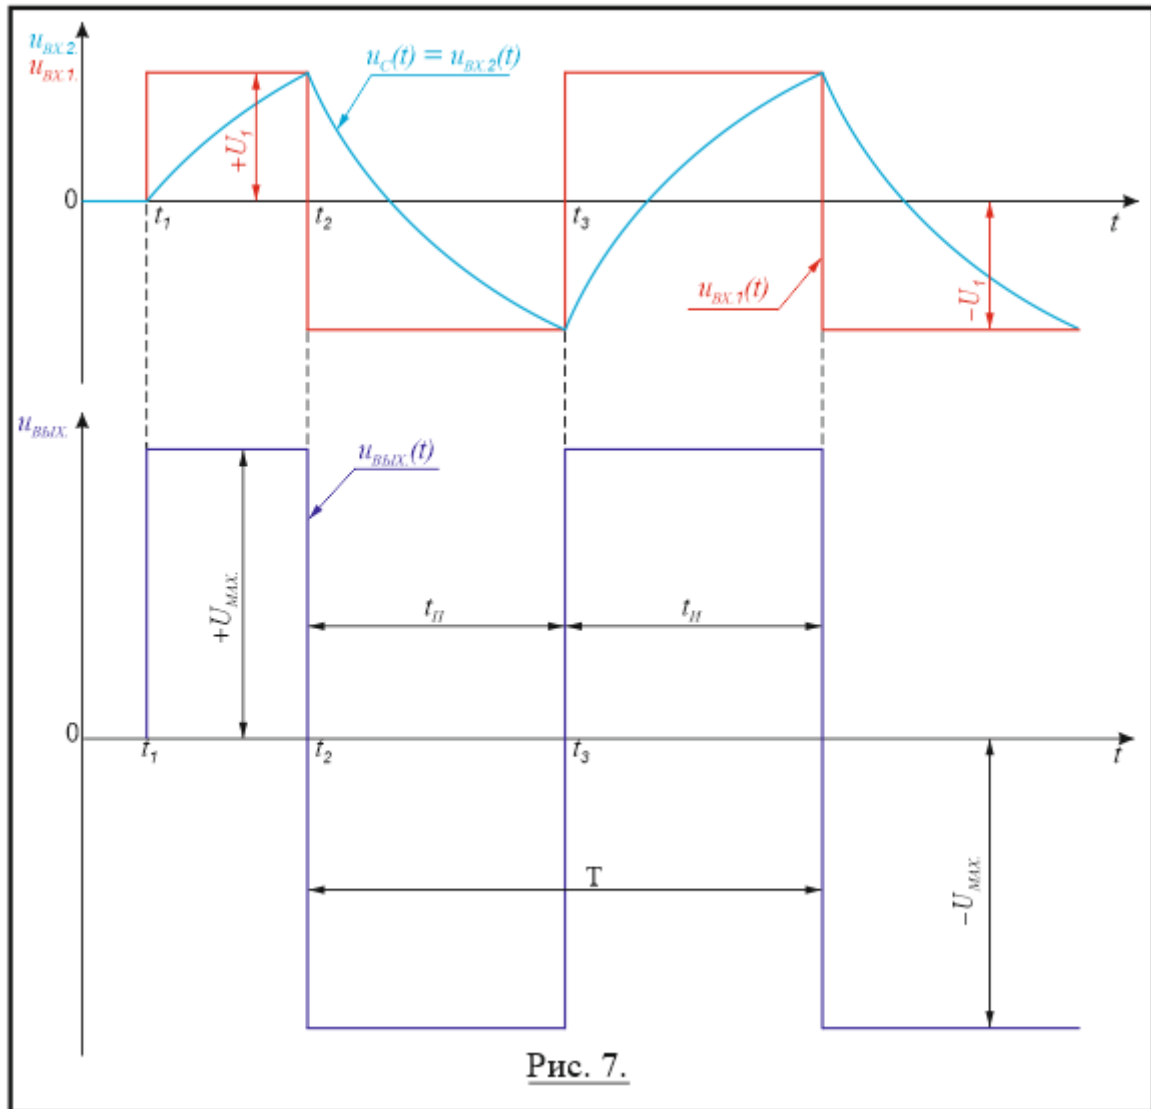 u_ВХ.2.
u_ВХ.1.
u_C(t) = u_ВХ.2(t)
+U_1
0
t_1
t_2
t_3
t
u_ВХ.1(t)
−U_1
u_ВЫХ.
u_ВЫХ.(t)
+U_MAX.
t_П
t_И
0
t_1
t_2
t_3
t
T
−U_MAX.
Рис. 7.